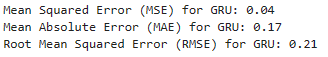 Mean Squared Error (MSE) for GRU: 0.04
Mean Absolute Error (MAE) for GRU: 0.17
Root Mean Squared Error (RMSE) for GRU: 0.21